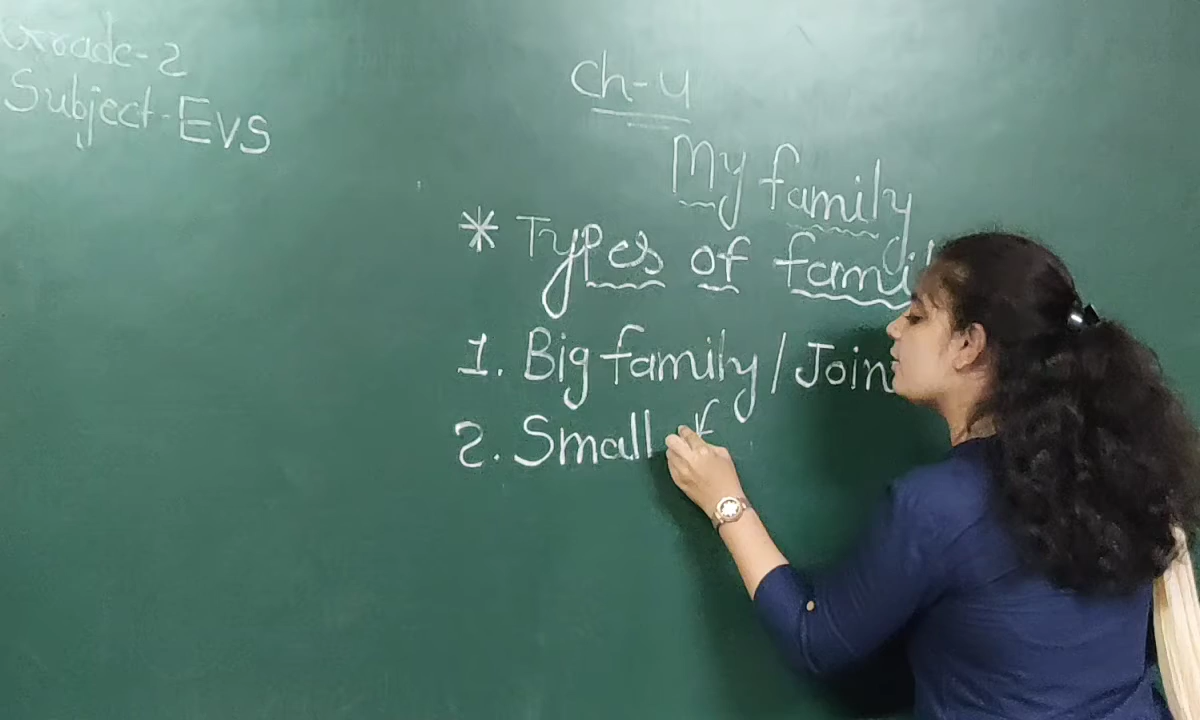 Grade-2
Subject-EVS
Ch-4
My family
* Types of famil
1. Big family/Join
2. Small f